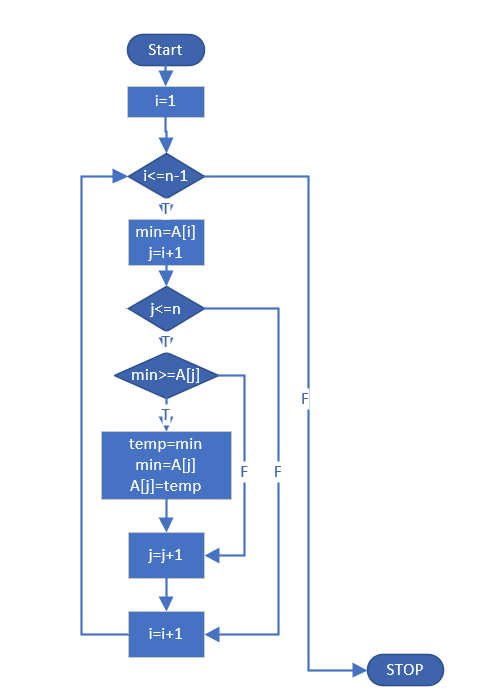 Start
i=1
i<=n-1
T
min=A[i]
j=i+1
j<=n
T
min>=A[j]
T
F
temp=min
min=A[j]
A[j]=temp
F
F
j=j+1
i=i+1
STOP